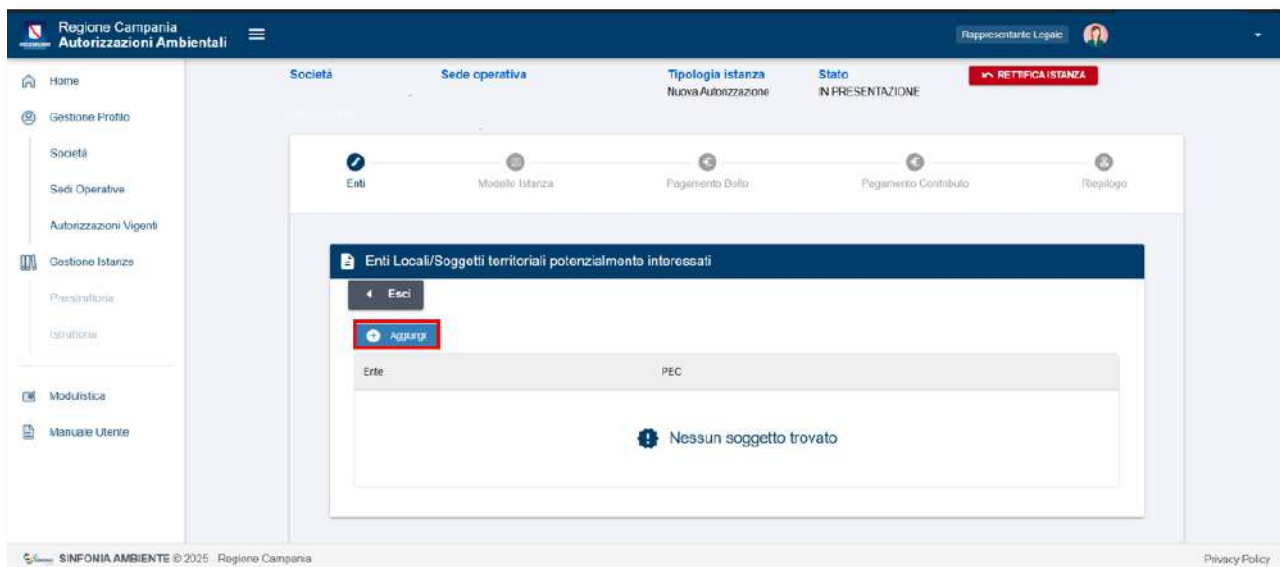 Regione Campania
Autorizzazioni Ambientali
Rappresentante Legale
Home
Gestione Profilo
Società
Sedi Operative
Autorizzazioni Vigenti
Gestione Istanze
Preistruttoria
Istruttoria
Modulistica
Manuale Utente
Società
Sede operativa
Tipologia istanza
Nuova Autorizzazione
Stato
IN PRESENTAZIONE
RETTIFICA ISTANZA
Enti
Modello Istanza
Pagamento Bollo
Pagamento Contributo
Riepilogo
Enti Locali/Soggetti territoriali potenzialmente interessati
Esci
Aggiungi
Ente PEC
Nessun soggetto trovato
SINFONIA AMBIENTE © 2025 - Regione Campania
Privacy Policy